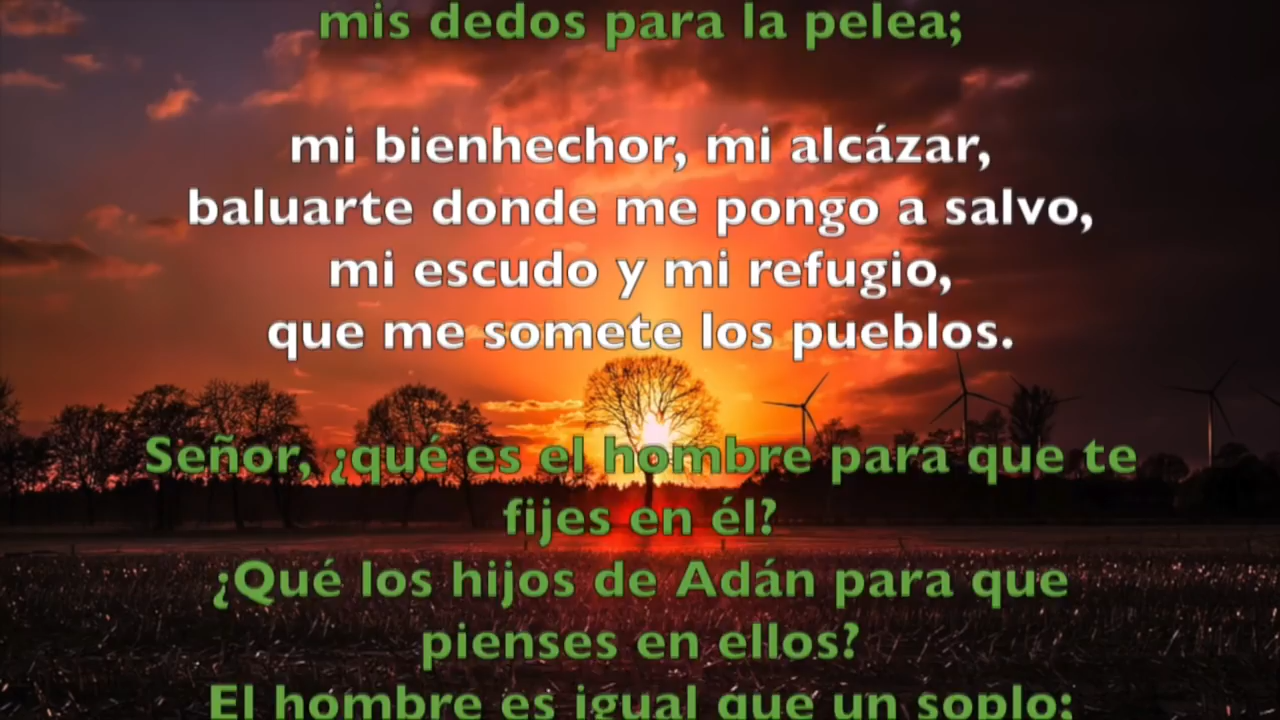 mis dedos para la pelea;
mi bienhechor, mi alcázar,
baluarte donde me pongo a salvo,
mi escudo y mi refugio,
que me somete los pueblos.
Señor, ¿qué es el hombre para que te
fijes en él?
¿Qué los hijos de Adán para que
pienses en ellos?
El hombre es igual que un soplo;